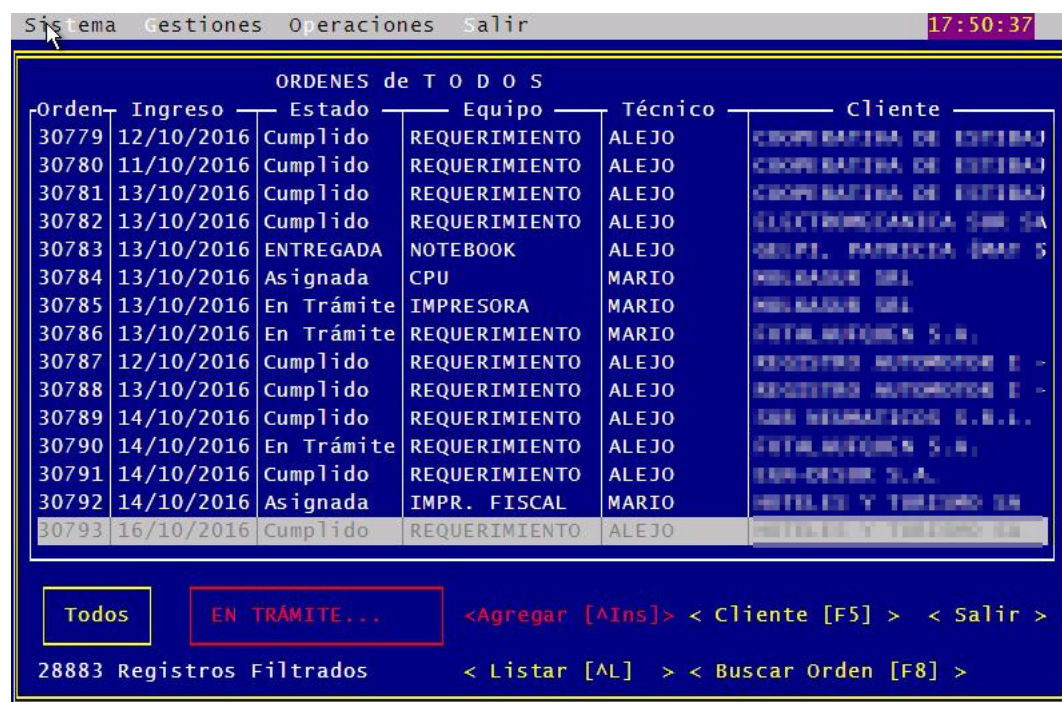 Sistema Gestiones Operaciones Salir 17:50:37
ORDENES de T O D O S
Orden Ingreso Estado Equipo Técnico Cliente
30779 12/10/2016 Cumplido REQUERIMIENTO ALEJO
30780 11/10/2016 Cumplido REQUERIMIENTO ALEJO
30781 13/10/2016 Cumplido REQUERIMIENTO ALEJO
30782 13/10/2016 Cumplido REQUERIMIENTO ALEJO
30783 13/10/2016 ENTREGADA NOTEBOOK ALEJO
30784 13/10/2016 Asignada CPU MARIO
30785 13/10/2016 En Trámite IMPRESORA MARIO
30786 13/10/2016 En Trámite REQUERIMIENTO MARIO
30787 12/10/2016 Cumplido REQUERIMIENTO ALEJO
30788 13/10/2016 Cumplido REQUERIMIENTO ALEJO
30789 14/10/2016 Cumplido REQUERIMIENTO ALEJO
30790 14/10/2016 En Trámite REQUERIMIENTO ALEJO
30791 14/10/2016 Cumplido REQUERIMIENTO ALEJO
30792 14/10/2016 Asignada IMPR. FISCAL MARIO
30793 16/10/2016 Cumplido REQUERIMIENTO ALEJO
Todos EN TRÁMITE... <Agregar [^Ins]> < Cliente [F5] > < Salir >
28883 Registros Filtrados < Listar [^L] > < Buscar Orden [F8] >